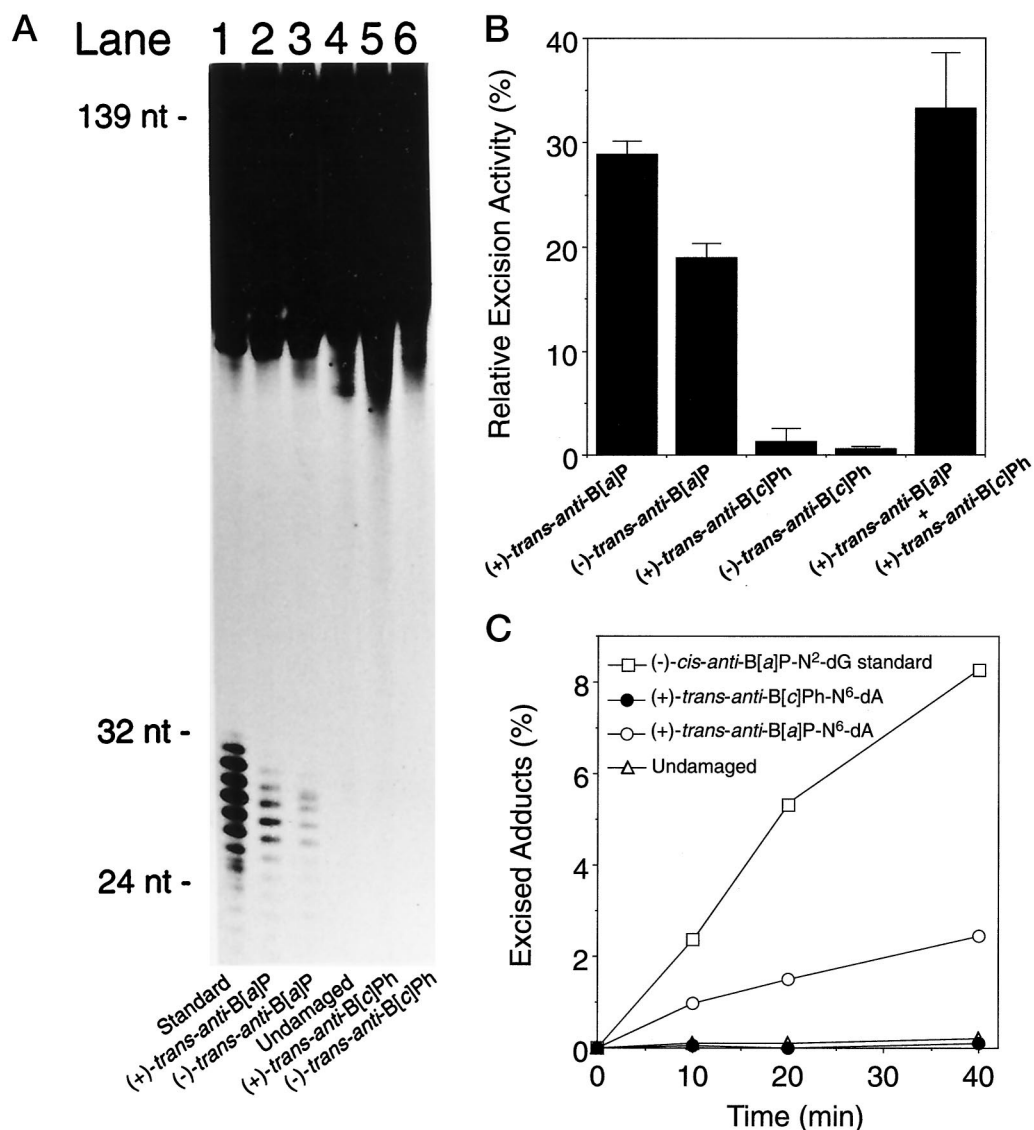 A
Lane 1 2 3 4 5 6
139 nt -
32 nt -
24 nt -
Standard
(+)-trans-anti-B[a]P
(-)-trans-anti-B[a]P
Undamaged
(+)-trans-anti-B[c]Ph
(-)-trans-anti-B[c]Ph
B
Relative Excision Activity (%)
40
30
20
10
0
(+)-trans-anti-B[a]P
(-)-trans-anti-B[a]P
(+)-trans-anti-B[c]Ph
(-)-trans-anti-B[c]Ph
(+)-trans-anti-B[a]P
+
(+)-trans-anti-B[c]Ph
C
Excised Adducts (%)
8
6
4
2
0
(-)-cis-anti-B[a]P-N²-dG standard
(+)-trans-anti-B[c]Ph-N⁶-dA
(+)-trans-anti-B[a]P-N⁶-dA
Undamaged
0 10 20 30 40
Time (min)